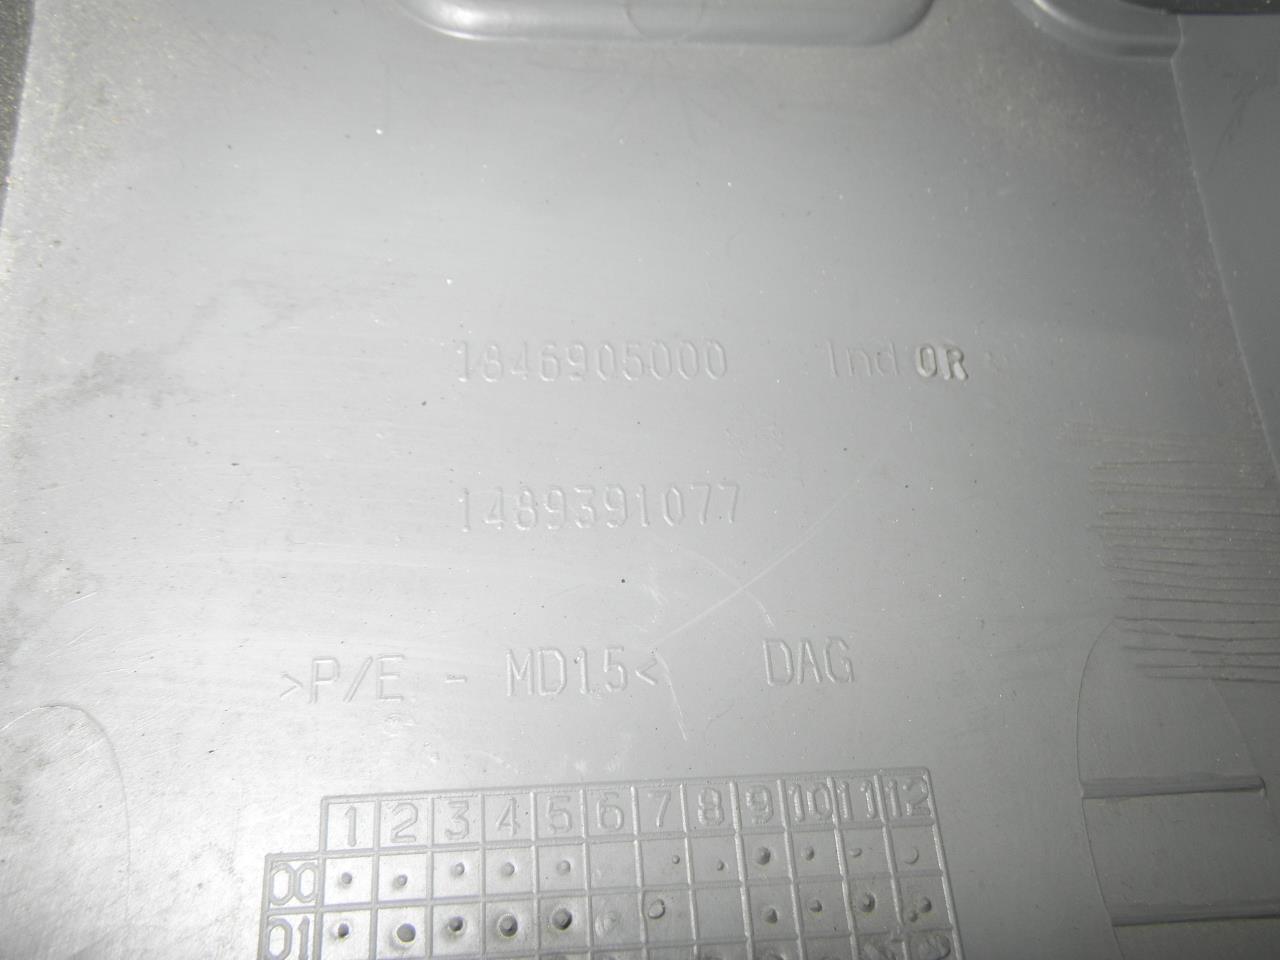 1846905000 Ind 0R
1489391077
>P/E - MD15< DAG
1 2 3 4 5 6 7 8 9 10 11 12
00
01